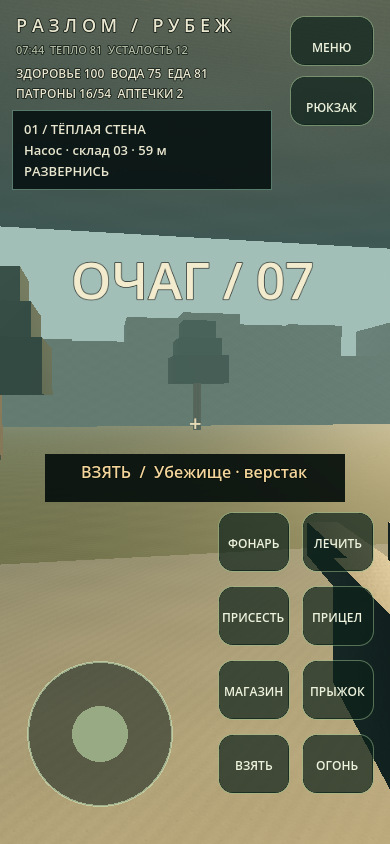 РАЗЛОМ / РУБЕЖ
07:44 ТЕПЛО 81 УСТАЛОСТЬ 12
ЗДОРОВЬЕ 100 ВОДА 75 ЕДА 81
ПАТРОНЫ 16/54 АПТЕЧКИ 2
МЕНЮ
РЮКЗАК
01 / ТЁПЛАЯ СТЕНА
Насос · склад 03 · 59 м
РАЗВЕРНИСЬ
ОЧАГ / 07
ВЗЯТЬ / Убежище · верстак
ФОНАРЬ
ЛЕЧИТЬ
ПРИСЕСТЬ
ПРИЦЕЛ
МАГАЗИН
ПРЫЖОК
ВЗЯТЬ
ОГОНЬ